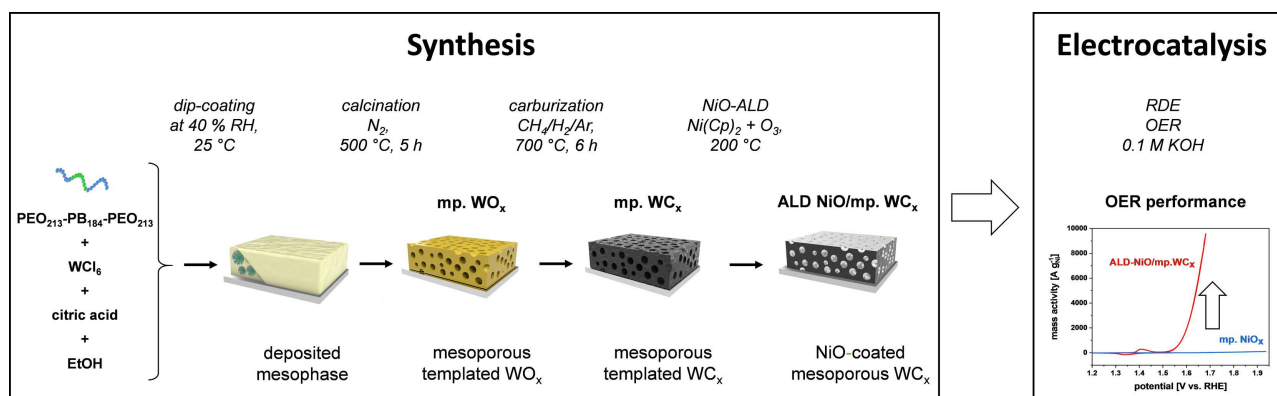 Synthesis
dip-coating
at 40 % RH,
25 °C
calcination
N₂,
500 °C, 5 h
carburization
CH₄/H₂/Ar,
700 °C, 6 h
NiO-ALD
Ni(Cp)₂ + O₃,
200 °C
PEO₂₁₃-PB₁₈₄-PEO₂₁₃
+
WCl₆
+
citric acid
+
EtOH
mp. WOₓ
mp. WCₓ
ALD NiO/mp. WCₓ
deposited
mesophase
mesoporous
templated WOₓ
mesoporous
templated WCₓ
NiO-coated
mesoporous WCₓ
Electrocatalysis
RDE
OER
0.1 M KOH
OER performance
10000
8000
6000
4000
2000
0
mass activity [A g
ALD-NiO/mp.WCₓ
mp. NiOₓ
1.2 1.3 1.4 1.5 1.6 1.7 1.8 1.9
potential [V vs. RHE]